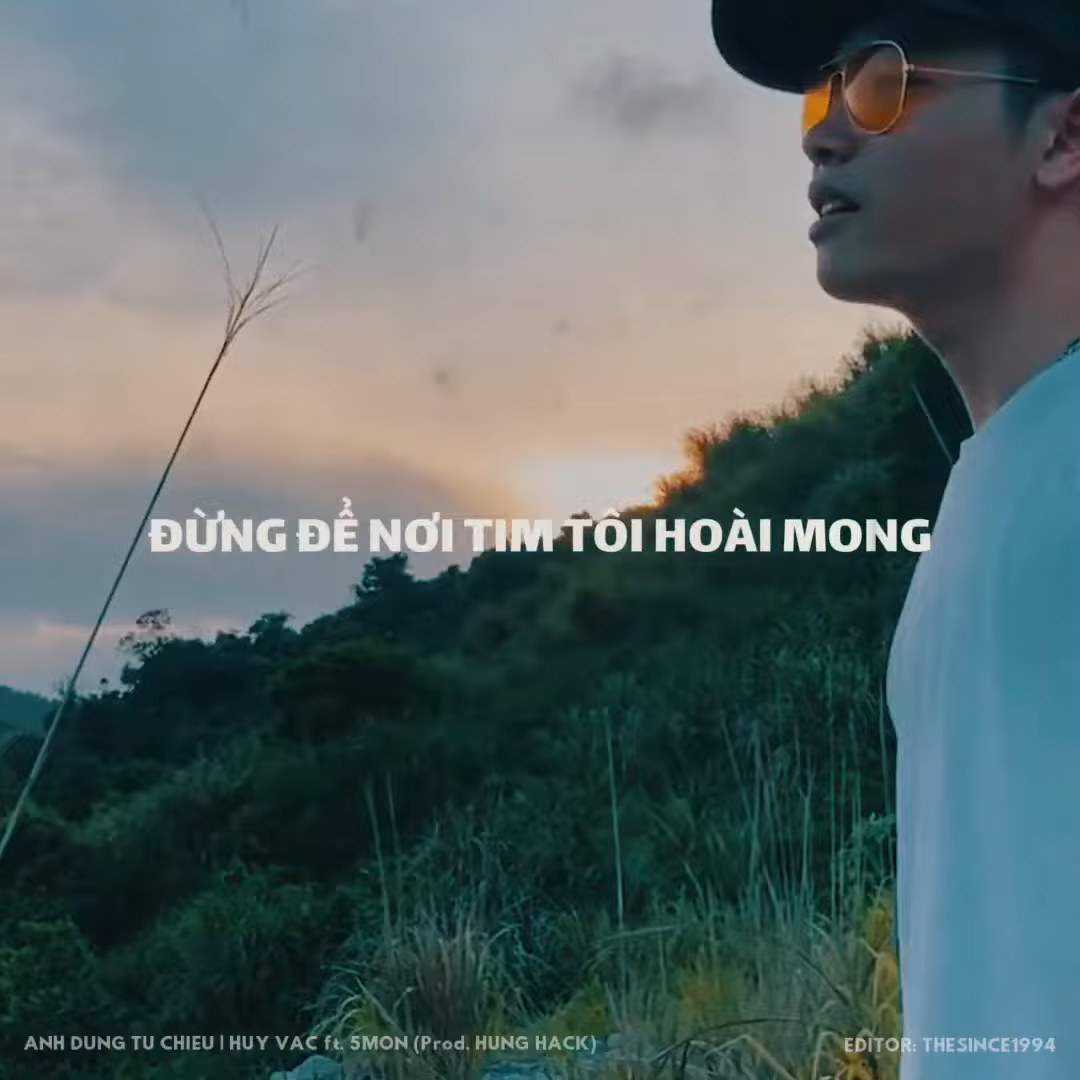 ĐỪNG ĐỂ NƠI TIM TÔI HOÀI MONG
ANH DUNG TU CHIEU | HUY VAC ft. 5MON (Prod. HUNG HACK)
EDITOR: THESINCE1994